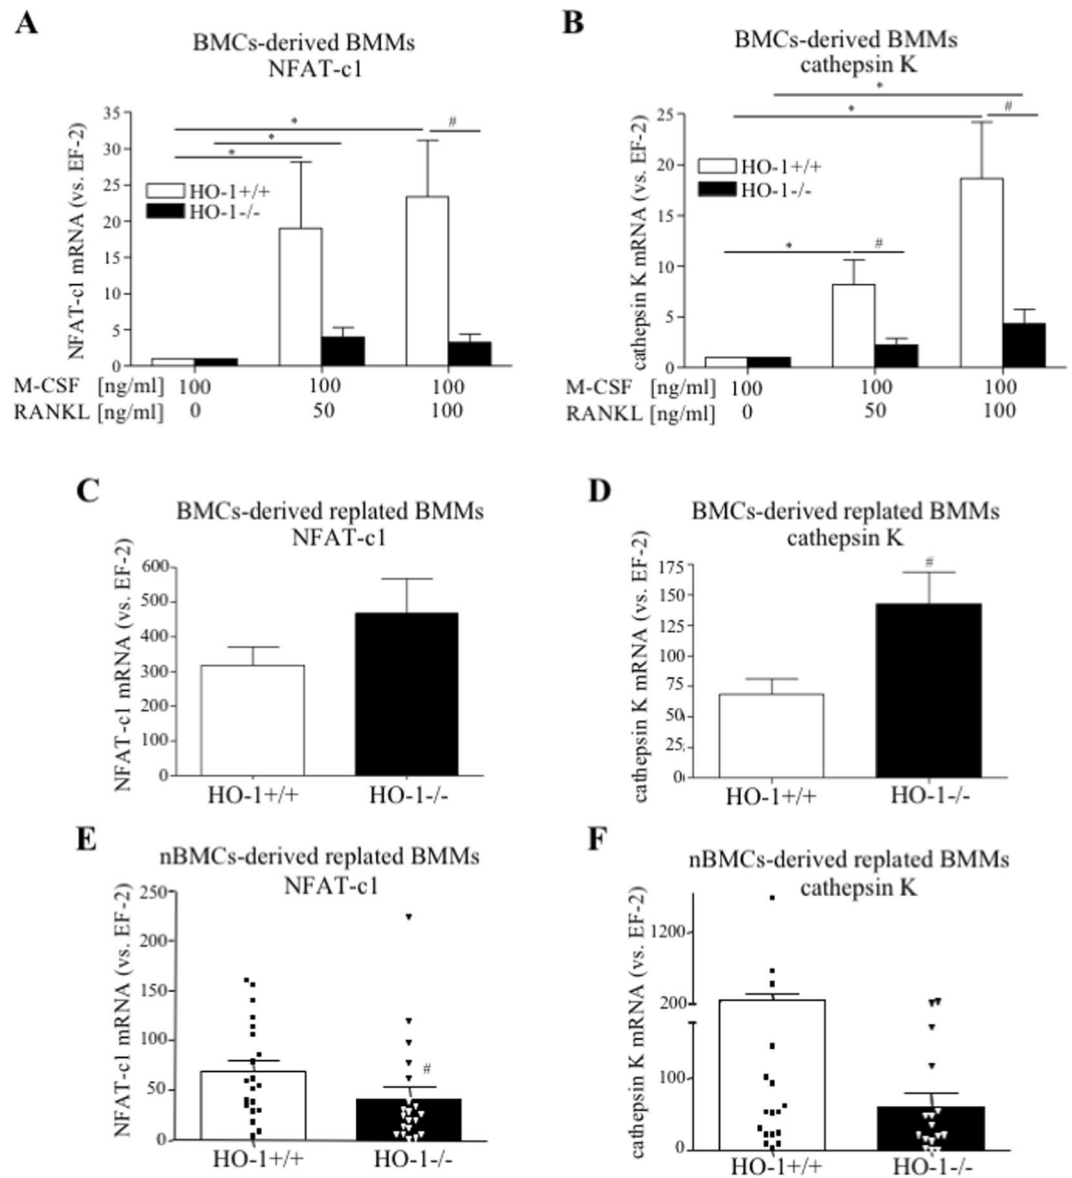 A
BMCs-derived BMMs
NFAT-c1
NFAT-c1 mRNA (vs. EF-2)
35
30
25
20
15
10
5
0
*
*
*
#
HO-1+/+
HO-1-/-
M-CSF [ng/ml] 100 100 100
RANKL [ng/ml] 0 50 100
B
BMCs-derived BMMs
cathepsin K
cathepsin K mRNA (vs. EF-2)
25
20
15
10
5
0
*
*
#
*
#
HO-1+/+
HO-1-/-
M-CSF [ng/ml] 100 100 100
RANKL [ng/ml] 0 50 100
C
BMCs-derived replated BMMs
NFAT-c1
NFAT-c1 mRNA (vs. EF-2)
600
500
400
300
200
100
0
HO-1+/+ HO-1-/-
D
BMCs-derived replated BMMs
cathepsin K
cathepsin K mRNA (vs. EF-2)
175
150
125
100
75
50
25
0
#
HO-1+/+ HO-1-/-
E
nBMCs-derived replated BMMs
NFAT-c1
NFAT-c1 mRNA (vs. EF-2)
250
200
150
100
50
0
#
HO-1+/+ HO-1-/-
F
nBMCs-derived replated BMMs
cathepsin K
cathepsin K mRNA (vs. EF-2)
1200
200
100
0
HO-1+/+ HO-1-/-